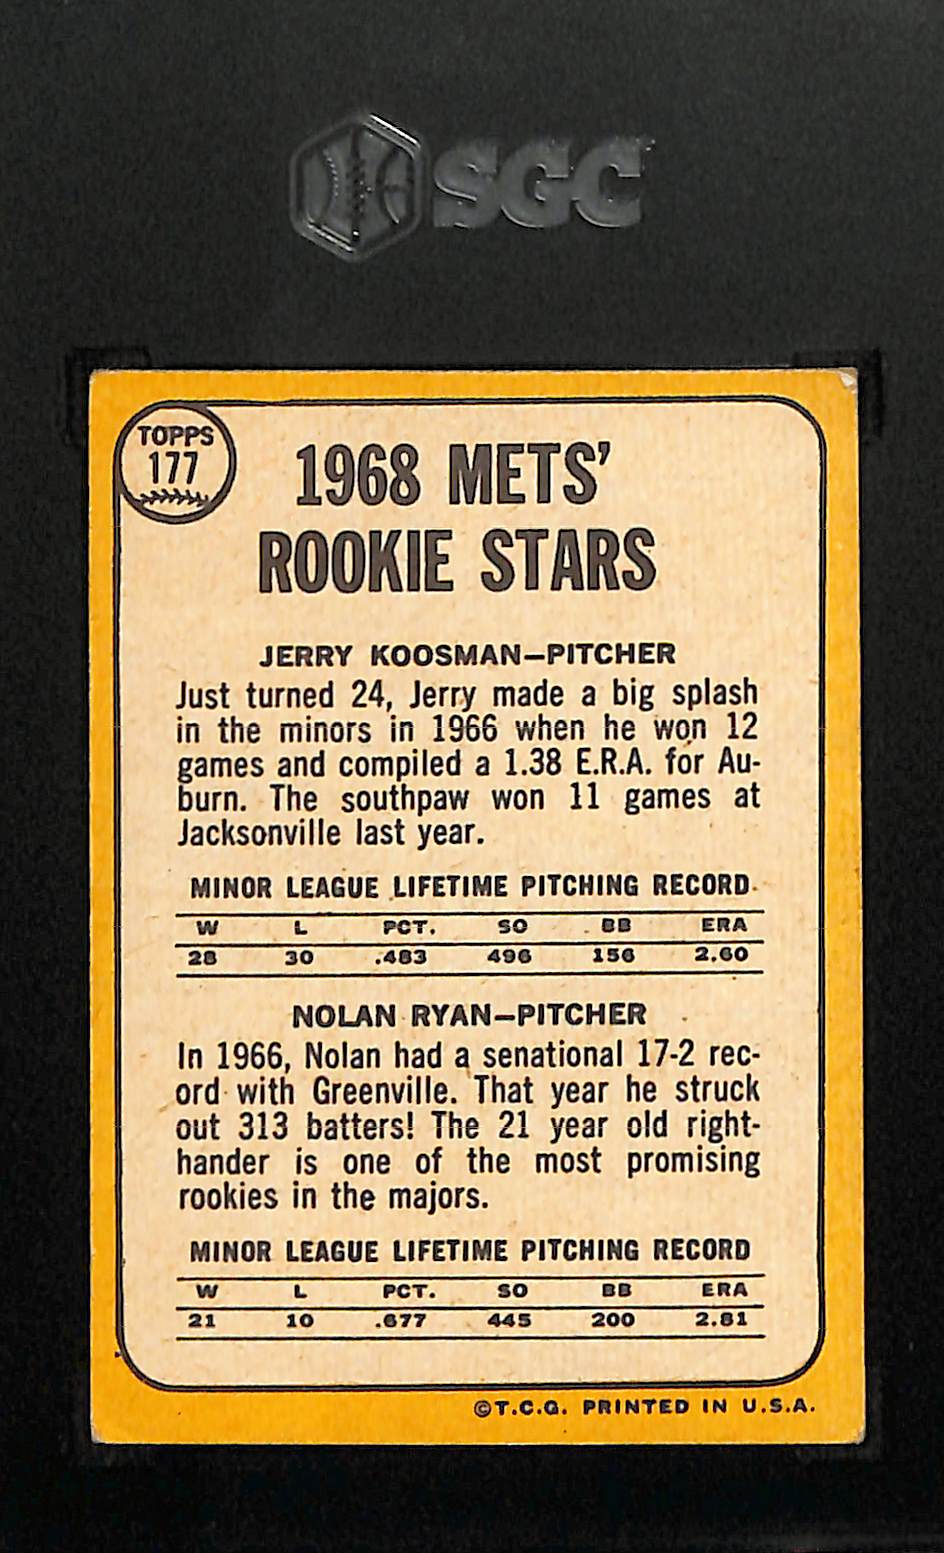 SGC
TOPPS
177
1968 METS'
ROOKIE STARS
JERRY KOOSMAN—PITCHER
Just turned 24, Jerry made a big splash
in the minors in 1966 when he won 12
games and compiled a 1.38 E.R.A. for Au-
burn. The southpaw won 11 games at
Jacksonville last year.
MINOR LEAGUE LIFETIME PITCHING RECORD
W L PCT. SO BB ERA
28 30 .483 496 156 2.60
NOLAN RYAN—PITCHER
In 1966, Nolan had a senational 17-2 rec-
ord with Greenville. That year he struck
out 313 batters! The 21 year old right-
hander is one of the most promising
rookies in the majors.
MINOR LEAGUE LIFETIME PITCHING RECORD
W L PCT. SO BB ERA
21 10 .677 445 200 2.81
©T.C.G. PRINTED IN U.S.A.